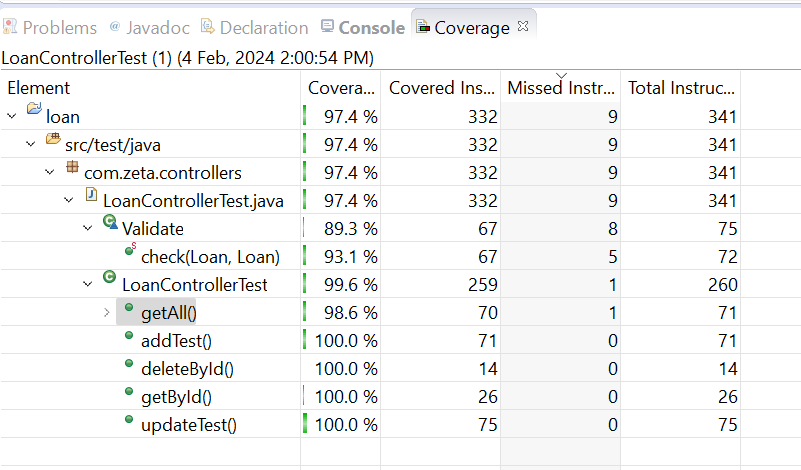 Problems @ Javadoc Declaration Console Coverage
LoanControllerTest (1) (4 Feb, 2024 2:00:54 PM)
Element Covera... Covered Ins... Missed Instr... Total Instruc...
loan 97.4 % 332 9 341
src/test/java 97.4 % 332 9 341
com.zeta.controllers 97.4 % 332 9 341
LoanControllerTest.java 97.4 % 332 9 341
Validate 89.3 % 67 8 75
check(Loan, Loan) 93.1 % 67 5 72
LoanControllerTest 99.6 % 259 1 260
getAll() 98.6 % 70 1 71
addTest() 100.0 % 71 0 71
deleteById() 100.0 % 14 0 14
getById() 100.0 % 26 0 26
updateTest() 100.0 % 75 0 75